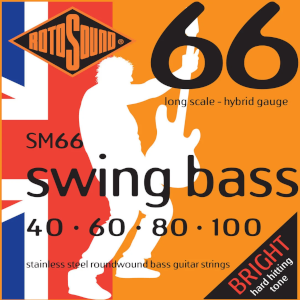 ROTOSOUND
66
long scale - hybrid gauge
SM66
swing bass
40 · 60 · 80 · 100
stainless steel roundwound bass guitar strings
BRIGHT
hard hitting
tone